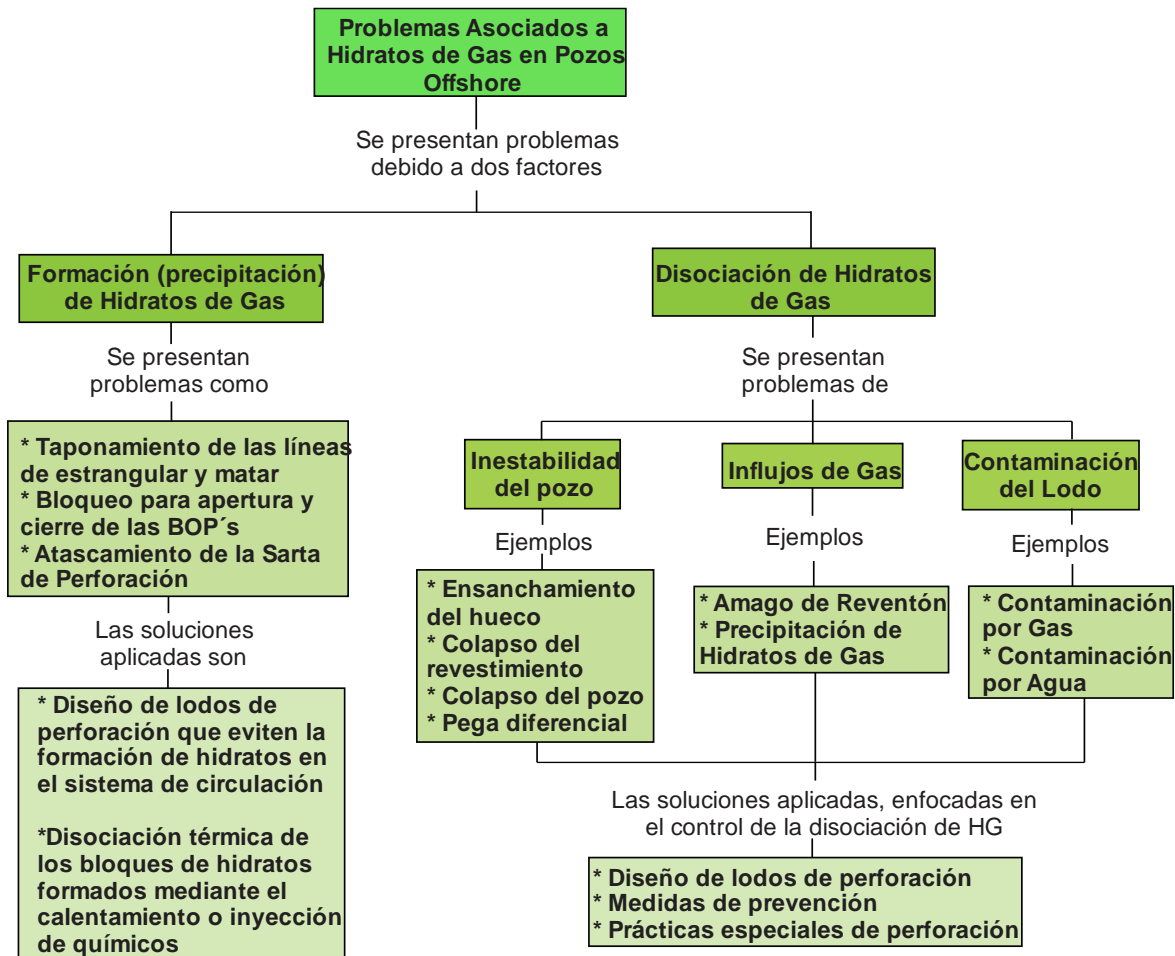 Problemas Asociados a
Hidratos de Gas en Pozos
Offshore
Se presentan problemas
debido a dos factores
Formación (precipitación)
de Hidratos de Gas
Se presentan
problemas como
* Taponamiento de las líneas
de estrangular y matar
* Bloqueo para apertura y
cierre de las BOP´s
* Atascamiento de la Sarta
de Perforación
Las soluciones
aplicadas son
* Diseño de lodos de
perforación que eviten la
formación de hidratos en
el sistema de circulación
*Disociación térmica de
los bloques de hidratos
formados mediante el
calentamiento o inyección
de químicos
Disociación de Hidratos
de Gas
Se presentan
problemas de
Inestabilidad
del pozo
Ejemplos
* Ensanchamiento
del hueco
* Colapso del
revestimiento
* Colapso del pozo
* Pega diferencial
Influjos de Gas
Ejemplos
* Amago de Reventón
* Precipitación de
Hidratos de Gas
Contaminación
del Lodo
Ejemplos
* Contaminación
por Gas
* Contaminación
por Agua
Las soluciones aplicadas, enfocadas en
el control de la disociación de HG
* Diseño de lodos de perforación
* Medidas de prevención
* Prácticas especiales de perforación